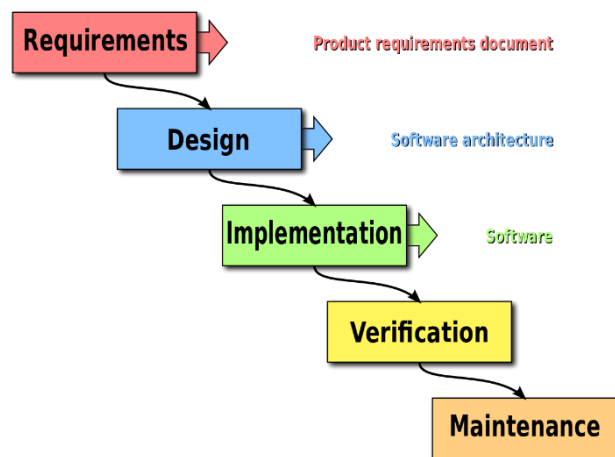 Requirements
Product requirements document
Design
Software architecture
Implementation
Software
Verification
Maintenance